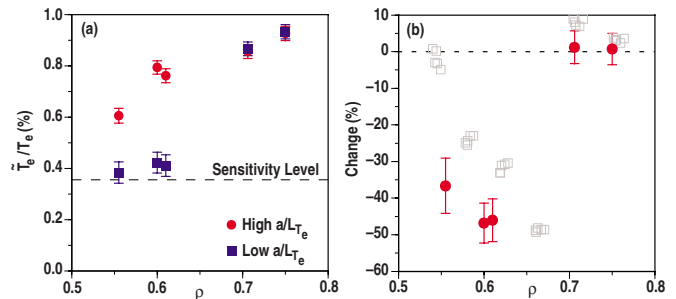 (a)
1.0
0.8
0.6
0.4
0.2
0.0
T̃e/Te (%)
Sensitivity Level
High a/LTe
Low a/LTe
0.5 0.6 ρ 0.7 0.8
(b)
10
0
−10
−20
−30
−40
−50
−60
Change (%)
0.5 0.6 ρ 0.7 0.8